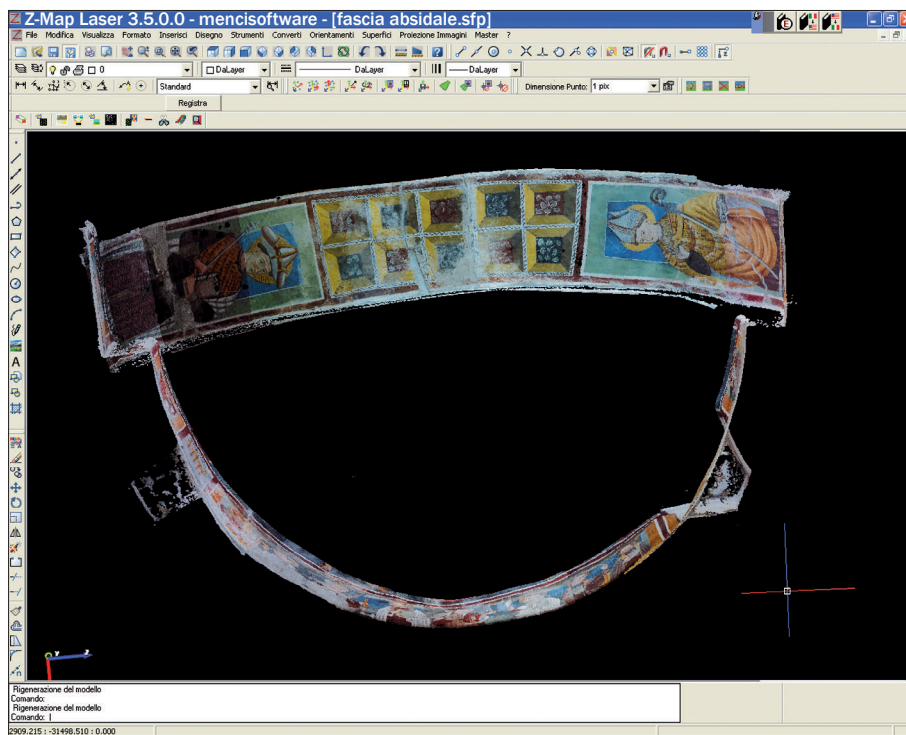 Z-Map Laser 3.5.0.0 - mencisoftware - [fascia absidale.sfp]
File Modifica Visualizza Formato Inserisci Disegno Strumenti Converti Orientamenti Superfici Proiezione Immagini Master ?
0 DaLayer DaLayer DaLayer
Standard Dimensione Punto: 1 pix
Registra
A
y z
Rigenerazione del modello
Comando:
Rigenerazione del modello
Comando:
2909.215 : -31498.510 : 0.000